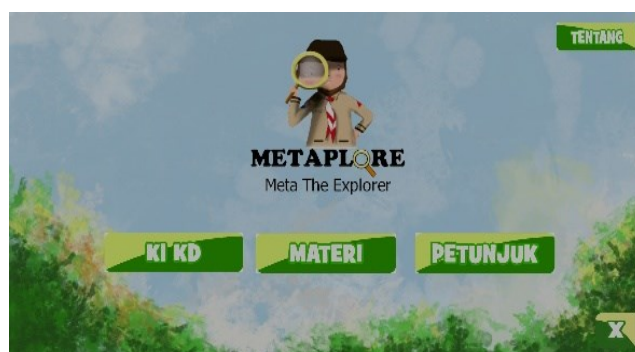 TENTANG
METAPLORE
Meta The Explorer
KI KD
MATERI
PETUNJUK
X